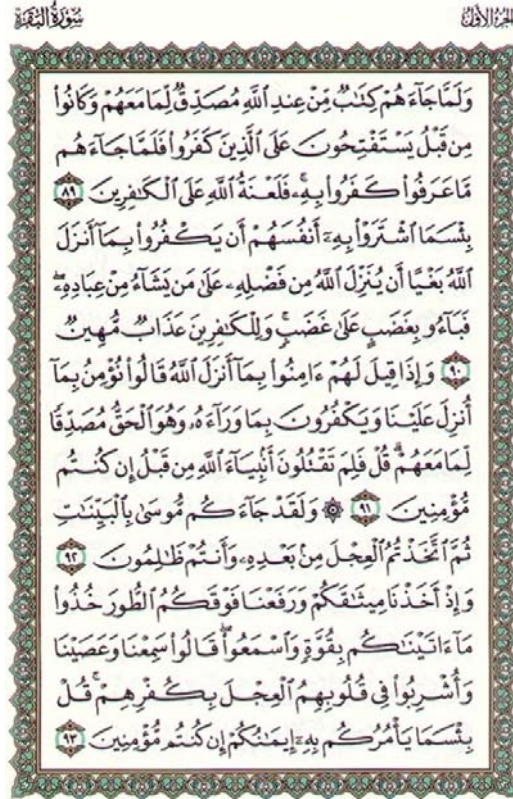 الجزء الأول
سورة البقرة
وَلَمَّا جَآءَهُمْ كِتَٰبٌ مِّنْ عِندِ ٱللَّهِ مُصَدِّقٌ لِّمَا مَعَهُمْ وَكَانُوا۟
مِن قَبْلُ يَسْتَفْتِحُونَ عَلَى ٱلَّذِينَ كَفَرُوا۟ فَلَمَّا جَآءَهُم
مَّا عَرَفُوا۟ كَفَرُوا۟ بِهِۦ ۚ فَلَعْنَةُ ٱللَّهِ عَلَى ٱلْكَٰفِرِينَ ٨٩
بِئْسَمَا ٱشْتَرَوْا۟ بِهِۦٓ أَنفُسَهُمْ أَن يَكْفُرُوا۟ بِمَآ أَنزَلَ
ٱللَّهُ بَغْيًا أَن يُنَزِّلَ ٱللَّهُ مِن فَضْلِهِۦ عَلَىٰ مَن يَشَآءُ مِنْ عِبَادِهِۦ ۖ
فَبَآءُو بِغَضَبٍ عَلَىٰ غَضَبٍ ۚ وَلِلْكَٰفِرِينَ عَذَابٌ مُّهِينٌ
٩٠ وَإِذَا قِيلَ لَهُمْ ءَامِنُوا۟ بِمَآ أَنزَلَ ٱللَّهُ قَالُوا۟ نُؤْمِنُ بِمَآ
أُنزِلَ عَلَيْنَا وَيَكْفُرُونَ بِمَا وَرَآءَهُۥ وَهُوَ ٱلْحَقُّ مُصَدِّقًا
لِّمَا مَعَهُمْ ۗ قُلْ فَلِمَ تَقْتُلُونَ أَنۢبِيَآءَ ٱللَّهِ مِن قَبْلُ إِن كُنتُم
مُّؤْمِنِينَ ٩١ ۞ وَلَقَدْ جَآءَكُم مُّوسَىٰ بِٱلْبَيِّنَٰتِ
ثُمَّ ٱتَّخَذْتُمُ ٱلْعِجْلَ مِنۢ بَعْدِهِۦ وَأَنتُمْ ظَٰلِمُونَ ٩٢
وَإِذْ أَخَذْنَا مِيثَٰقَكُمْ وَرَفَعْنَا فَوْقَكُمُ ٱلطُّورَ خُذُوا۟
مَآ ءَاتَيْنَٰكُم بِقُوَّةٍ وَٱسْمَعُوا۟ ۖ قَالُوا۟ سَمِعْنَا وَعَصَيْنَا
وَأُشْرِبُوا۟ فِى قُلُوبِهِمُ ٱلْعِجْلَ بِكُفْرِهِمْ ۚ قُلْ
بِئْسَمَا يَأْمُرُكُم بِهِۦٓ إِيمَٰنُكُمْ إِن كُنتُم مُّؤْمِنِينَ ٩٣